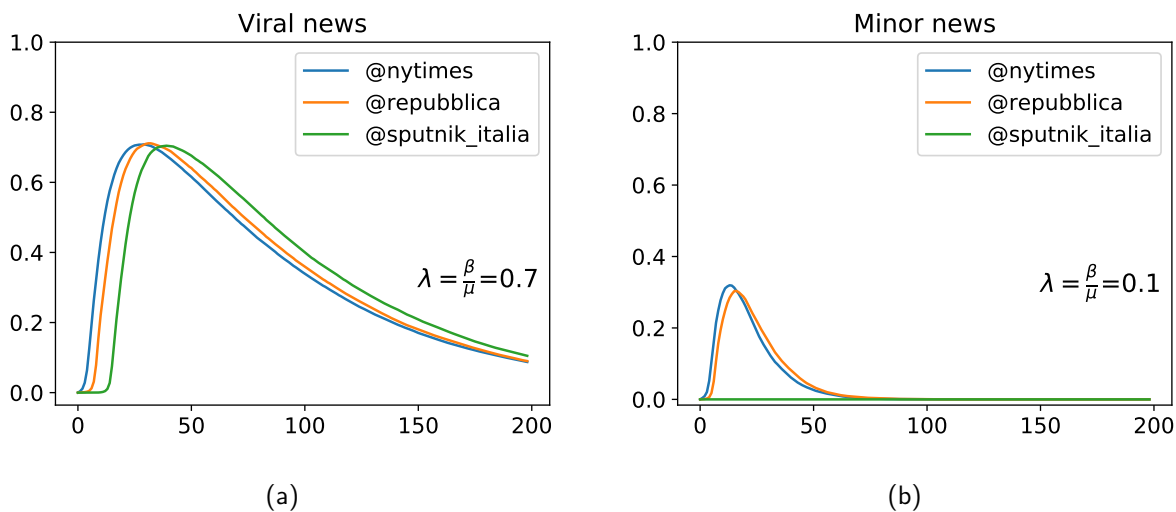 Viral news
1.0
0.8
0.6
0.4
0.2
0.0
@nytimes
@repubblica
@sputnik_italia
λ = β/μ =0.7
0 50 100 150 200
(a)
Minor news
1.0
0.8
0.6
0.4
0.2
0.0
@nytimes
@repubblica
@sputnik_italia
λ = β/μ =0.1
0 50 100 150 200
(b)